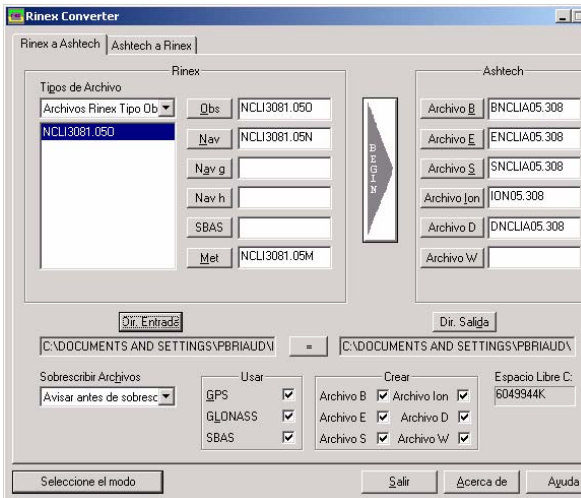 Rinex Converter
Rinex a Ashtech
Ashtech a Rinex
Rinex
Ashtech
Tipos de Archivo
Archivos Rinex Tipo Ob
NCLI3081.05O
Obs NCLI3081.05O
Nav NCLI3081.05N
Nav g
Nav h
SBAS
Met NCLI3081.05M
BEGIN
Archivo B BNCLIA05.308
Archivo E ENCLIA05.308
Archivo S SNCLIA05.308
Archivo Ion ION05.308
Archivo D DNCLIA05.308
Archivo W
Dir. Entrada
Dir. Salida
C:\DOCUMENTS AND SETTINGS\PBRIAUD\
=
C:\DOCUMENTS AND SETTINGS\PBRIAUD\
Sobrescribir Archivos
Avisar antes de sobresc
Usar
GPS
GLONASS
SBAS
Crear
Archivo B Archivo Ion
Archivo E Archivo D
Archivo S Archivo W
Espacio Libre C:
6049944K
Seleccione el modo
Salir
Acerca de
Ayuda